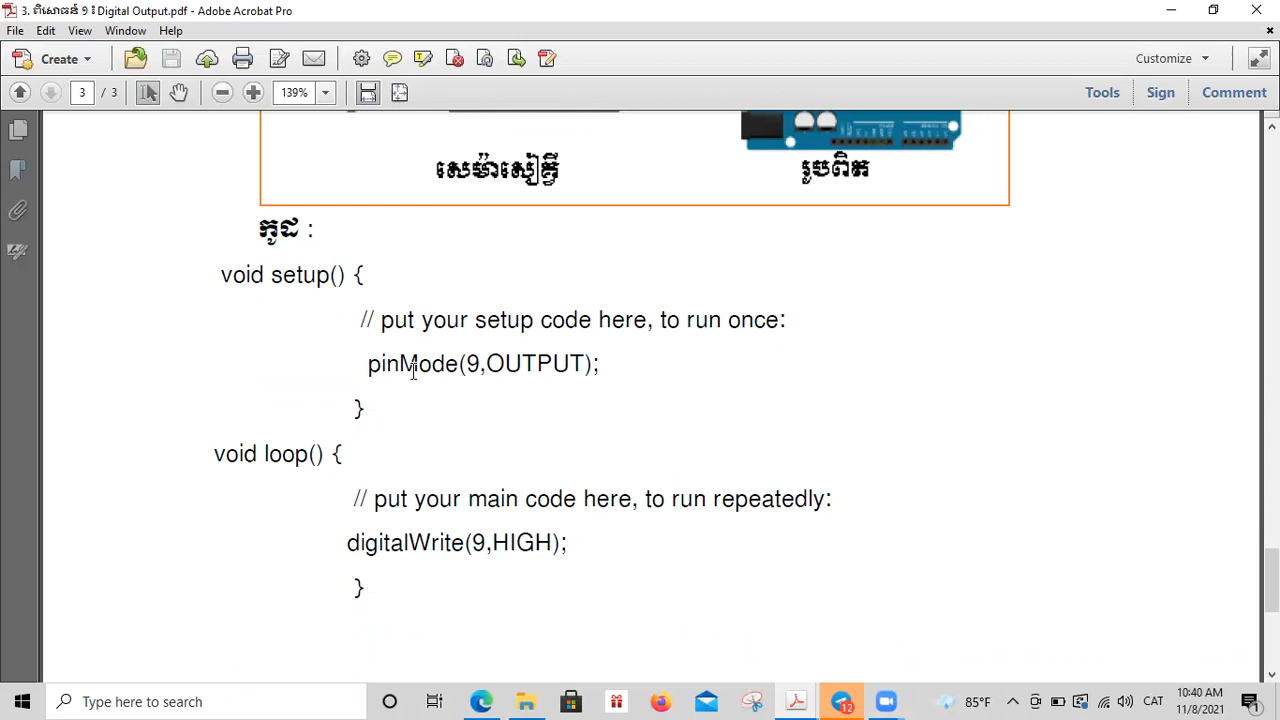 3. ពិសោធន៍ 9 ៖ Digital Output.pdf - Adobe Acrobat Pro
File Edit View Window Help
Create Customize
3 / 3 139% Tools Sign Comment
សេម៉ាសៀគ្វី រូបពិត
កូដ :
void setup() {
// put your setup code here, to run once:
pinMode(9,OUTPUT);
}
void loop() {
// put your main code here, to run repeatedly:
digitalWrite(9,HIGH);
}
Type here to search 12 85°F CAT 10:40 AM
11/8/2021 1